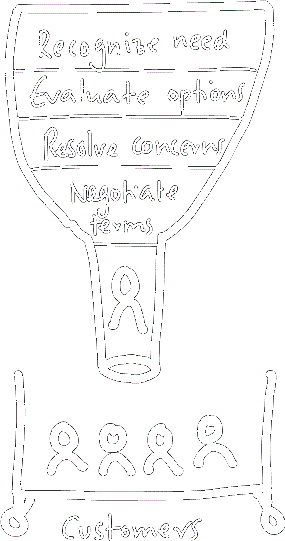 Recognize need
Evaluate options
Resolve concerns
Negotiate
terms
Customers